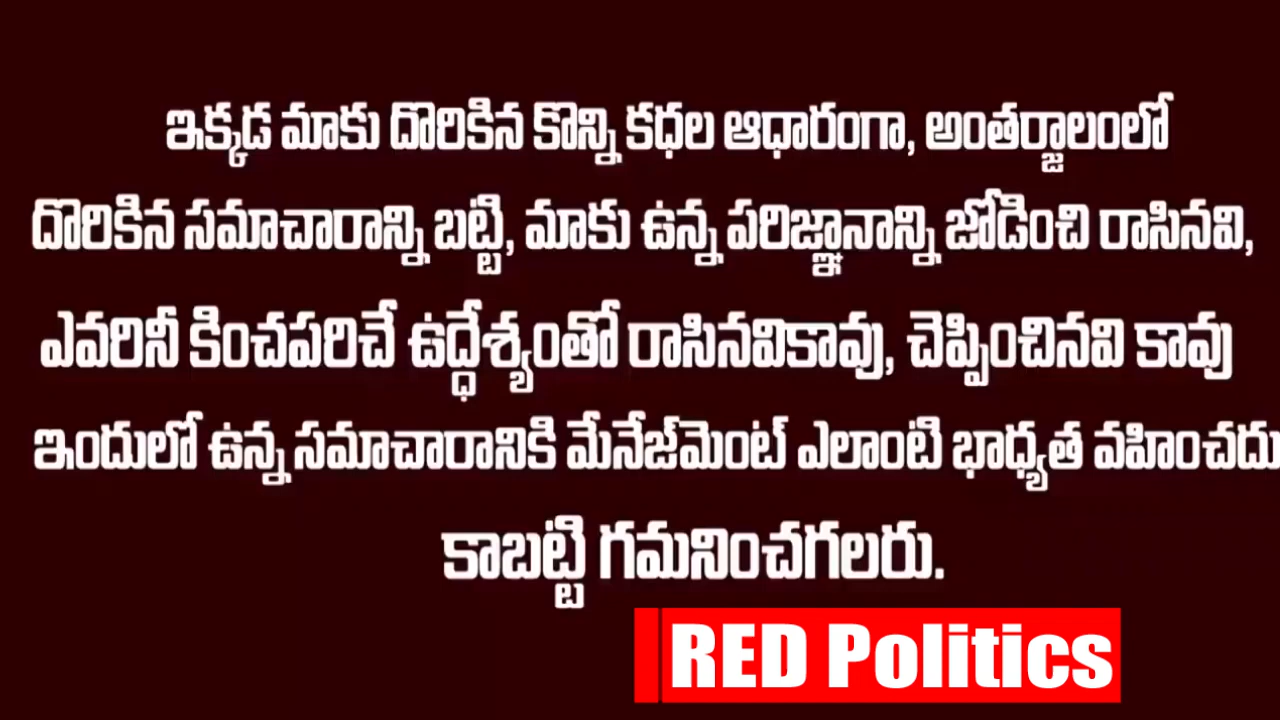 ఇక్కడ మాకు దొరికిన కొన్ని కధల ఆధారంగా, అంతర్జాలంలో
దొరికిన సమాచారాన్ని బట్టి, మాకు ఉన్న పరిజ్ఞానాన్ని జోడించి రాసినవి,
ఎవరినీ కించపరిచే ఉద్ధేశ్యంతో రాసినవికావు, చెప్పించినవి కావు
ఇందులో ఉన్న సమాచారానికి మేనేజ్‌మెంట్ ఎలాంటి భాధ్యత వహించదు
కాబట్టి గమనించగలరు.
RED Politics